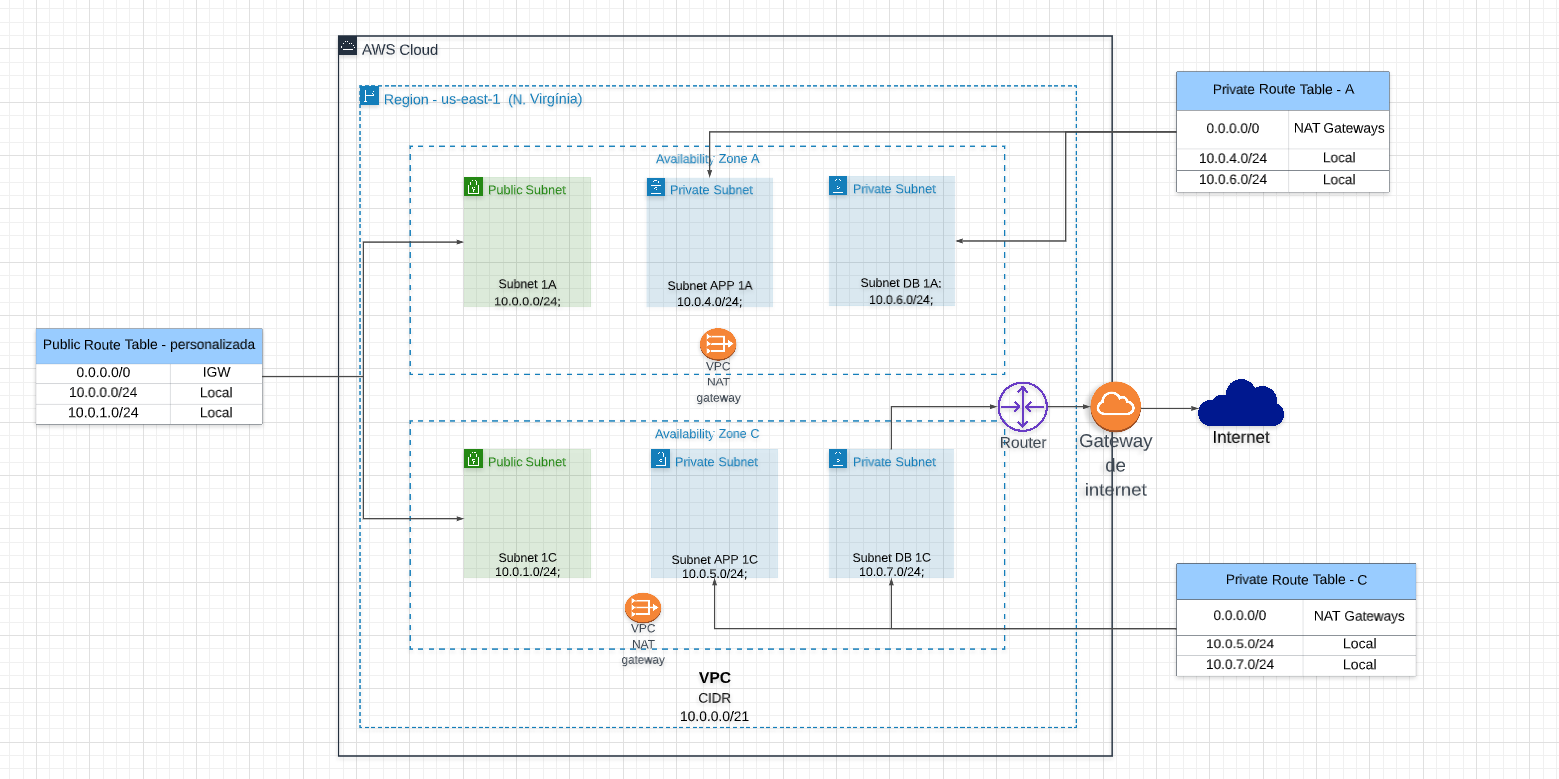 AWS Cloud
Region - us-east-1 (N. Virgínia)
Availability Zone A
Public Subnet
Private Subnet
Private Subnet
Subnet 1A
10.0.0.0/24;
Subnet APP 1A
10.0.4.0/24;
Subnet DB 1A;
10.0.6.0/24;
VPC
NAT
gateway
Public Route Table - personalizada
0.0.0.0/0 IGW
10.0.0.0/24 Local
10.0.1.0/24 Local
Private Route Table - A
0.0.0.0/0 NAT Gateways
10.0.4.0/24 Local
10.0.6.0/24 Local
Router
Gateway
de
internet
Internet
Availability Zone C
Public Subnet
Private Subnet
Private Subnet
Subnet 1C
10.0.1.0/24;
Subnet APP 1C
10.0.5.0/24;
Subnet DB 1C
10.0.7.0/24;
VPC
NAT
gateway
Private Route Table - C
0.0.0.0/0 NAT Gateways
10.0.5.0/24 Local
10.0.7.0/24 Local
VPC
CIDR
10.0.0.0/21